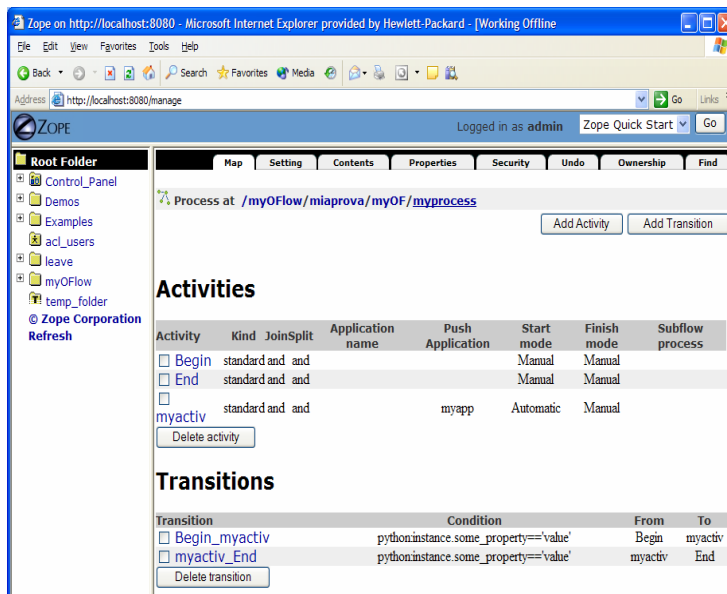 Zope on http://localhost:8080 - Microsoft Internet Explorer provided by Hewlett-Packard - [Working Offline
File Edit View Favorites Tools Help
Back Search Favorites Media
Address http://localhost:8080/manage Go Links
ZOPE Logged in as admin Zope Quick Start Go
Root Folder
Control_Panel
Demos
Examples
acl_users
leave
myOFlow
temp_folder
© Zope Corporation
Refresh
Map Setting Contents Properties Security Undo Ownership Find
Process at /myOFlow/miaprova/myOF/myprocess
Add Activity Add Transition
Activities
Activity Kind JoinSplit Application name Push Application Start mode Finish mode Subflow process
Begin standard and and Manual Manual
End standard and and Manual Manual
myactiv standard and and myapp Automatic Manual
Delete activity
Transitions
Transition Condition From To
Begin_myactiv python:instance.some_property=='value' Begin myactiv
myactiv_End python:instance.some_property=='value' myactiv End
Delete transition